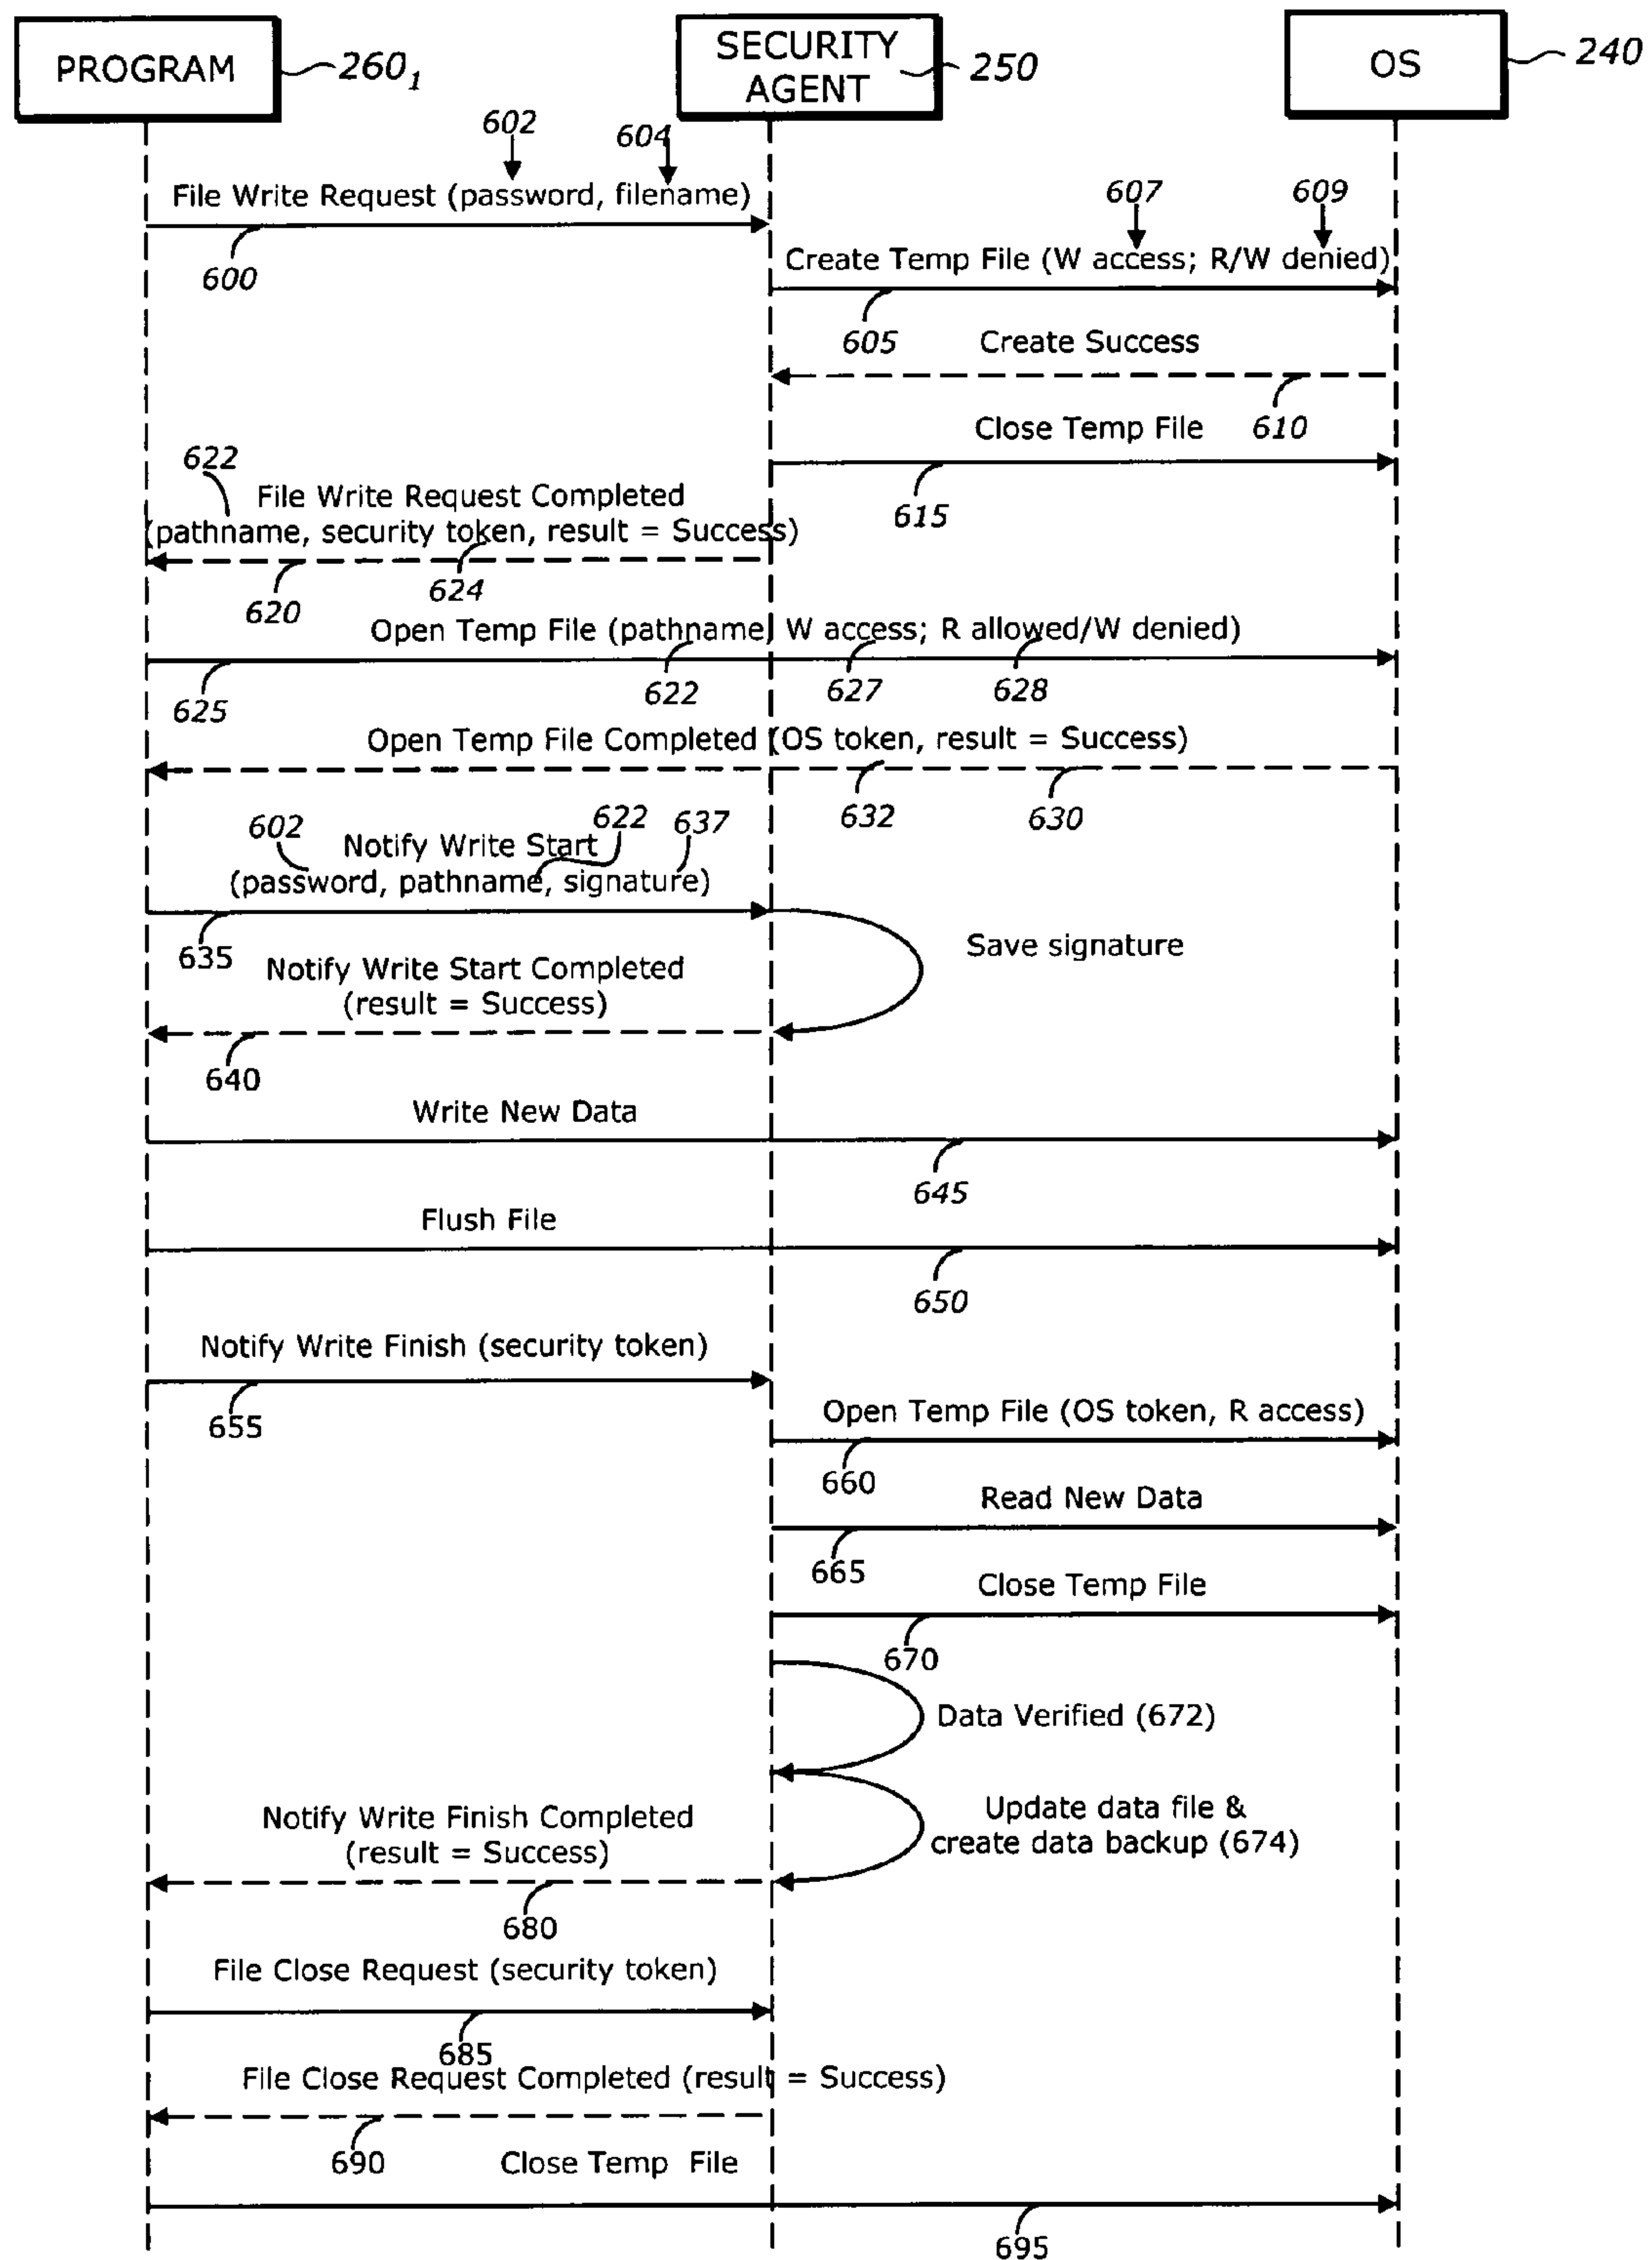 PROGRAM
260₁
SECURITY
AGENT
250
OS
240
602
604
File Write Request (password, filename)
600
607
609
Create Temp File (W access; R/W denied)
605
Create Success
610
Close Temp File
615
622
File Write Request Completed
(pathname, security token, result = Success)
620
624
Open Temp File (pathname, W access; R allowed/W denied)
625
622
627
628
Open Temp File Completed (OS token, result = Success)
632
630
602
622
637
Notify Write Start
(password, pathname, signature)
635
Save signature
Notify Write Start Completed
(result = Success)
640
Write New Data
645
Flush File
650
Notify Write Finish (security token)
655
Open Temp File (OS token, R access)
660
Read New Data
665
Close Temp File
670
Data Verified (672)
Update data file &
create data backup (674)
Notify Write Finish Completed
(result = Success)
680
File Close Request (security token)
685
File Close Request Completed (result = Success)
690
Close Temp File
695